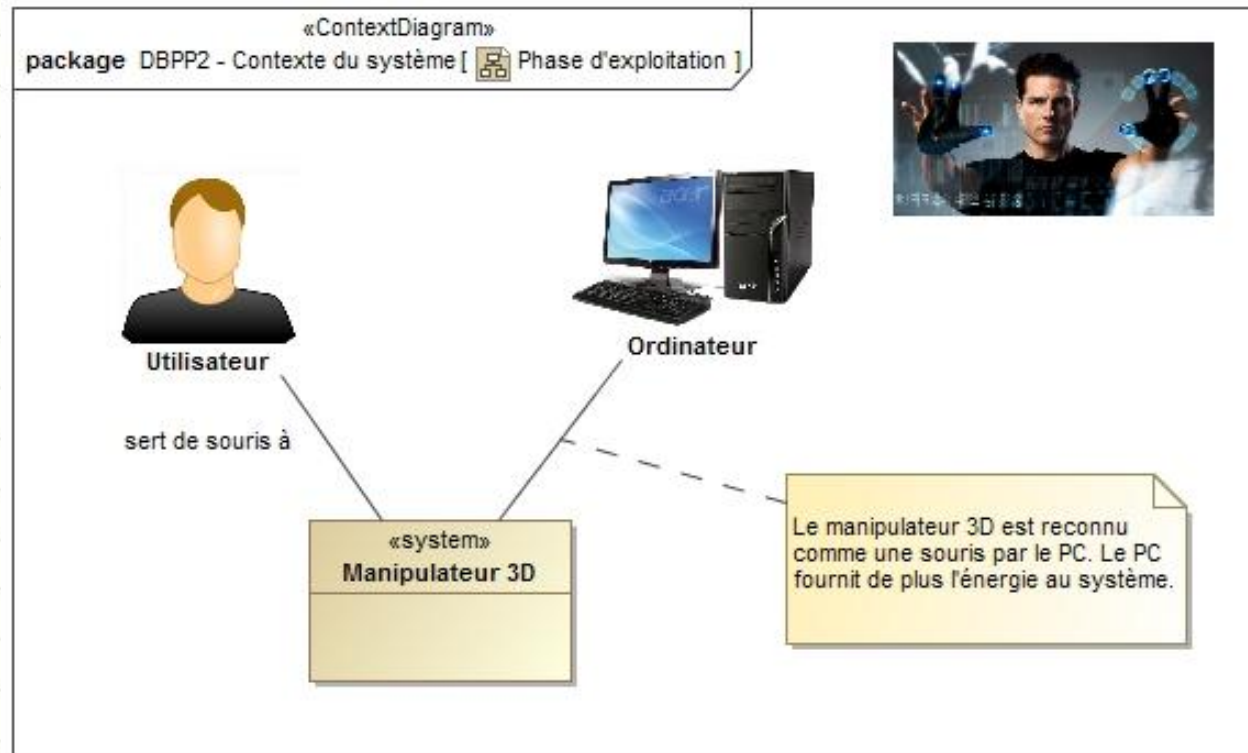 «ContextDiagram»
package DBPP2 - Contexte du système [ Phase d'exploitation ]
Utilisateur
Ordinateur
sert de souris à
«system»
Manipulateur 3D
Le manipulateur 3D est reconnu
comme une souris par le PC. Le PC
fournit de plus l'énergie au système.